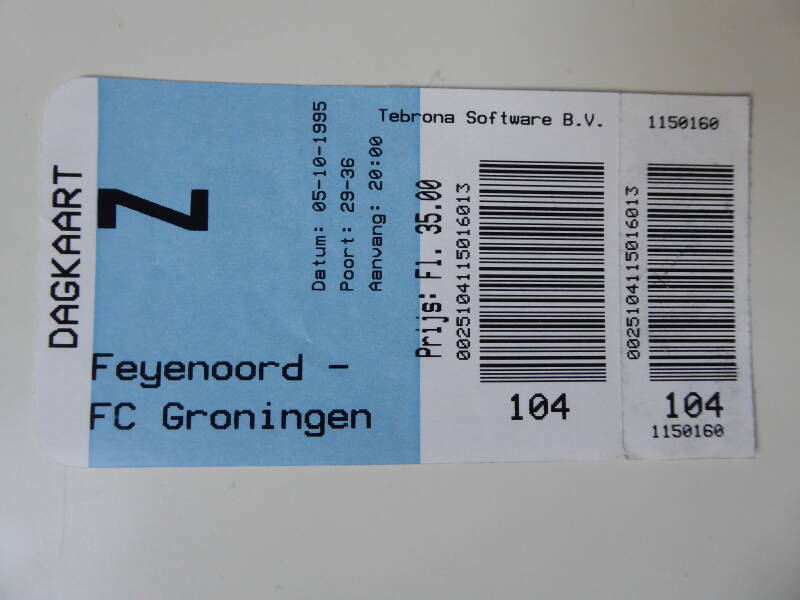 DAGKAART
Z
Datum: 05-10-1995
Poort: 29-36
Aanvang: 20:00
Feyenoord -
FC Groningen
Prijs: Fl. 35.00
Tebrona Software B.V.
0025104115016013
104
1150160
0025104115016013
104
1150160